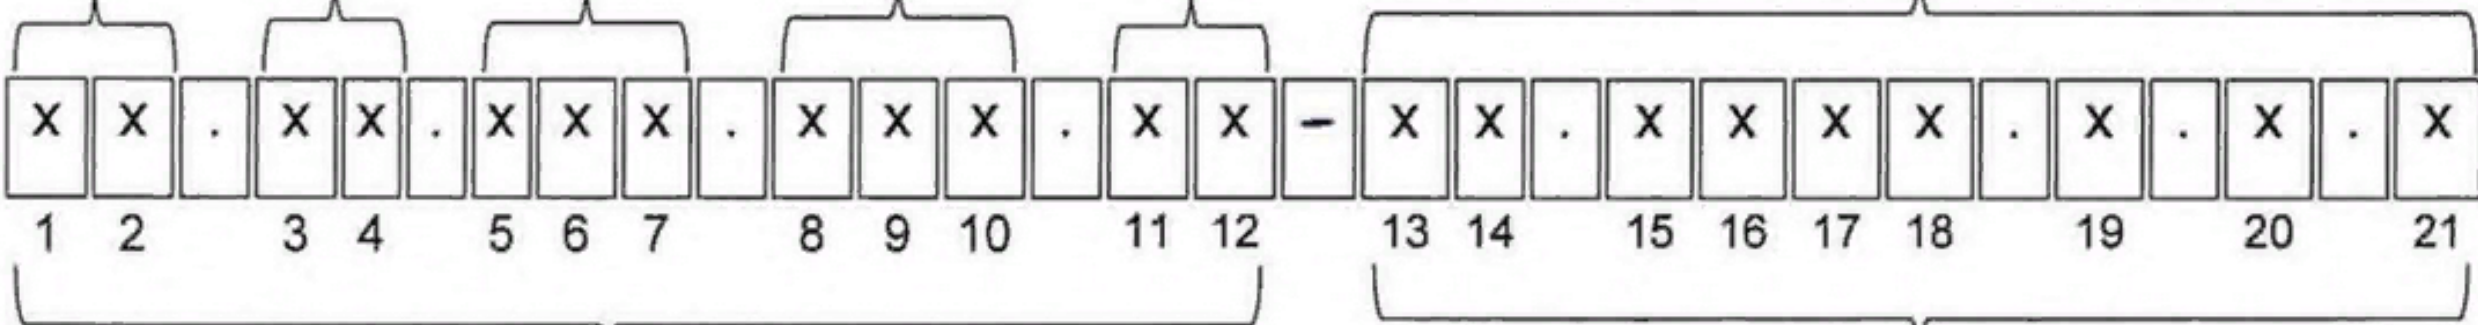 X X . X X . X X X . X X X . X X - X X . X X X X . X . X . X
1 2 3 4 5 6 7 8 9 10 11 12 13 14 15 16 17 18 19 20 21